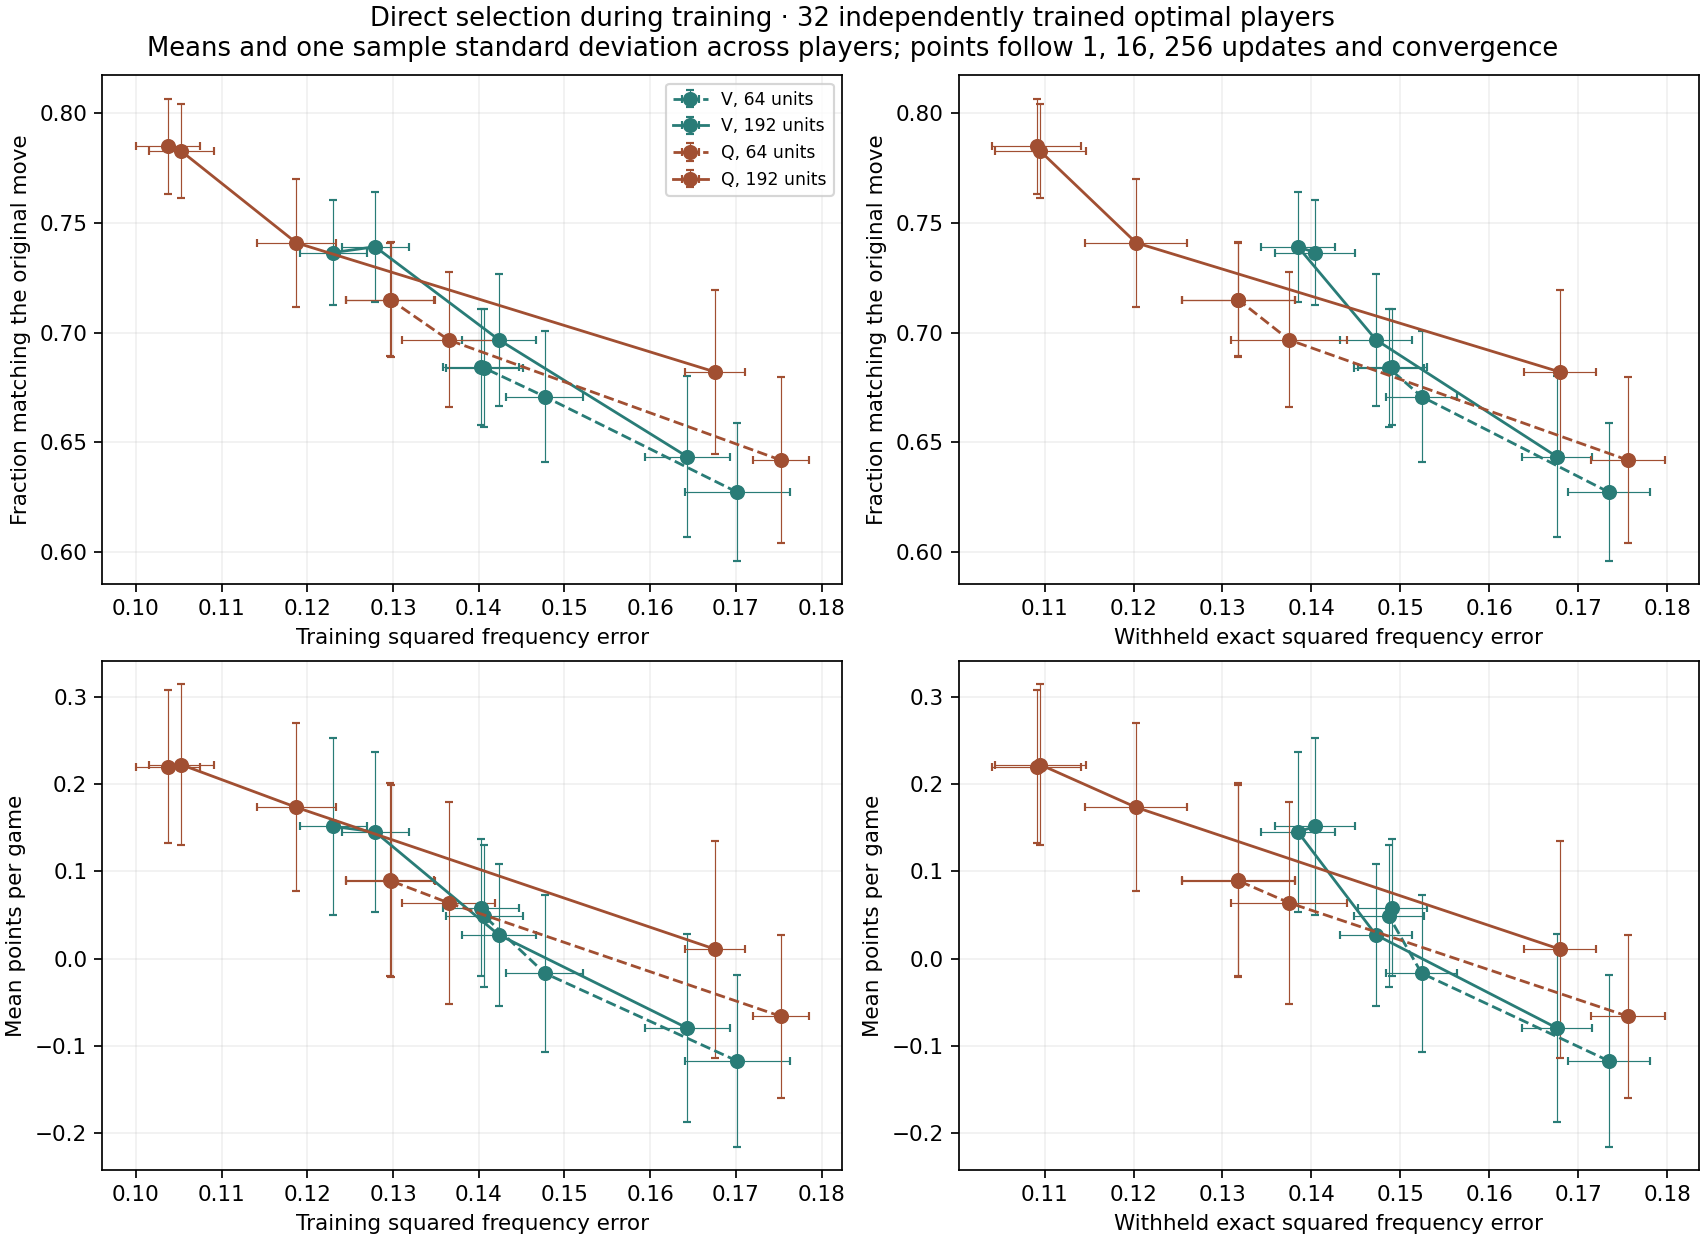 Direct selection during training · 32 independently trained optimal players
Means and one sample standard deviation across players; points follow 1, 16, 256 updates and convergence
Fraction matching the original move
0.80
0.75
0.70
0.65
0.60
V, 64 units
V, 192 units
Q, 64 units
Q, 192 units
0.10 0.11 0.12 0.13 0.14 0.15 0.16 0.17 0.18
Training squared frequency error
Fraction matching the original move
0.80
0.75
0.70
0.65
0.60
0.11 0.12 0.13 0.14 0.15 0.16 0.17 0.18
Withheld exact squared frequency error
Mean points per game
0.3
0.2
0.1
0.0
−0.1
−0.2
0.10 0.11 0.12 0.13 0.14 0.15 0.16 0.17 0.18
Training squared frequency error
Mean points per game
0.3
0.2
0.1
0.0
−0.1
−0.2
0.11 0.12 0.13 0.14 0.15 0.16 0.17 0.18
Withheld exact squared frequency error